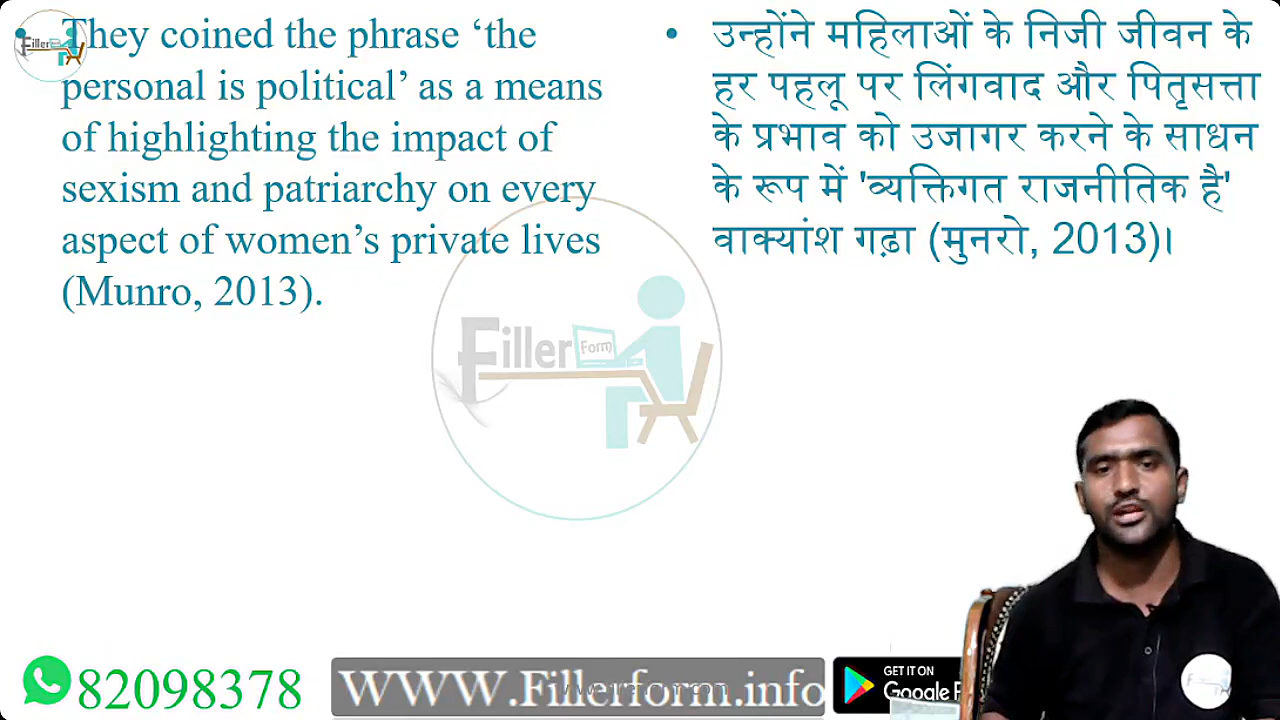 They coined the phrase ‘the
personal is political’ as a means
of highlighting the impact of
sexism and patriarchy on every
aspect of women’s private lives
(Munro, 2013).
उन्होंने महिलाओं के निजी जीवन के
हर पहलू पर लिंगवाद और पितृसत्ता
के प्रभाव को उजागर करने के साधन
के रूप में 'व्यक्तिगत राजनीतिक है'
वाक्यांश गढ़ा (मुनरो, 2013)।
Filler
Filler Form
82098378
WWW.Fillerform.info
GET IT ON
Google P